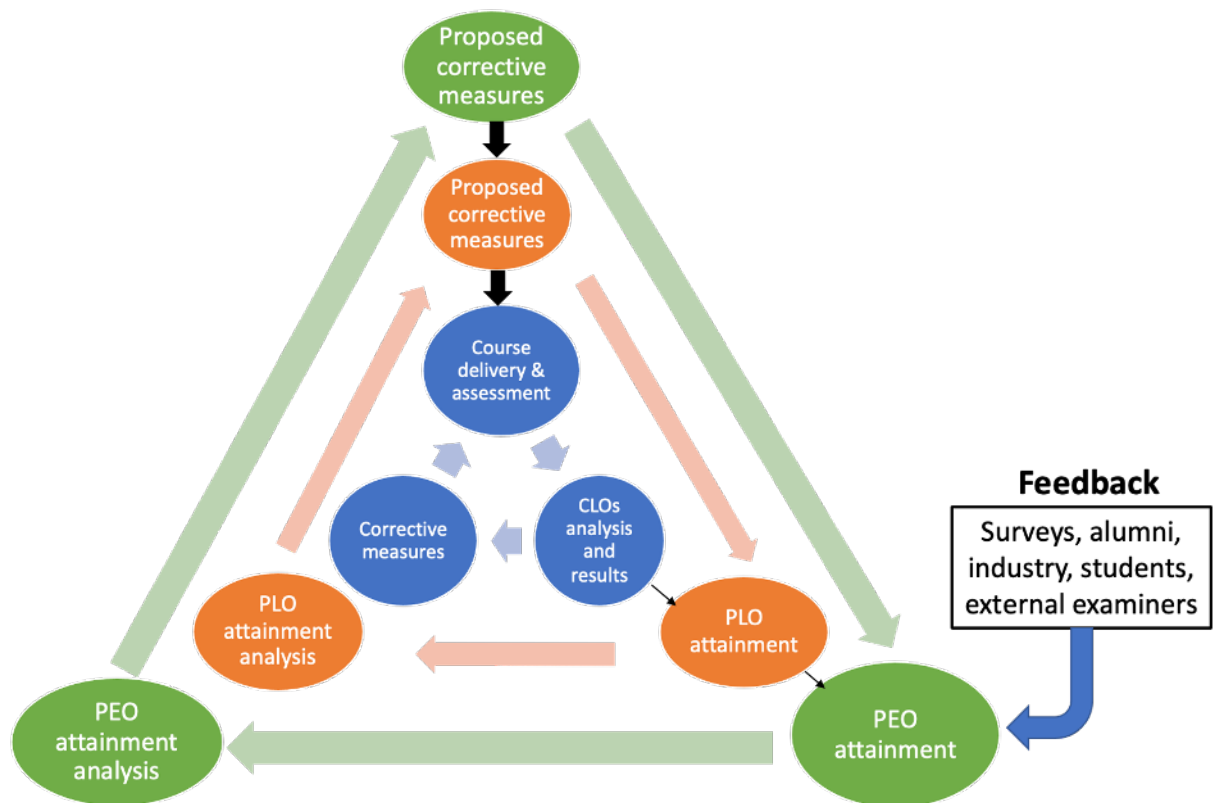 Proposed
corrective
measures
Proposed
corrective
measures
Course
delivery &
assessment
Corrective
measures
CLOs
analysis
and
results
PLO
attainment
analysis
PLO
attainment
PEO
attainment
analysis
PEO
attainment
Feedback
Surveys, alumni,
industry, students,
external examiners